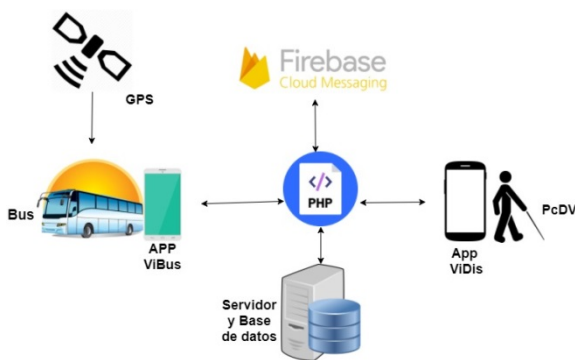 GPS
Firebase
Cloud Messaging
Bus
APP
ViBus
</>
PHP
App
ViDis
PcDV
Servidor
y Base
de datos